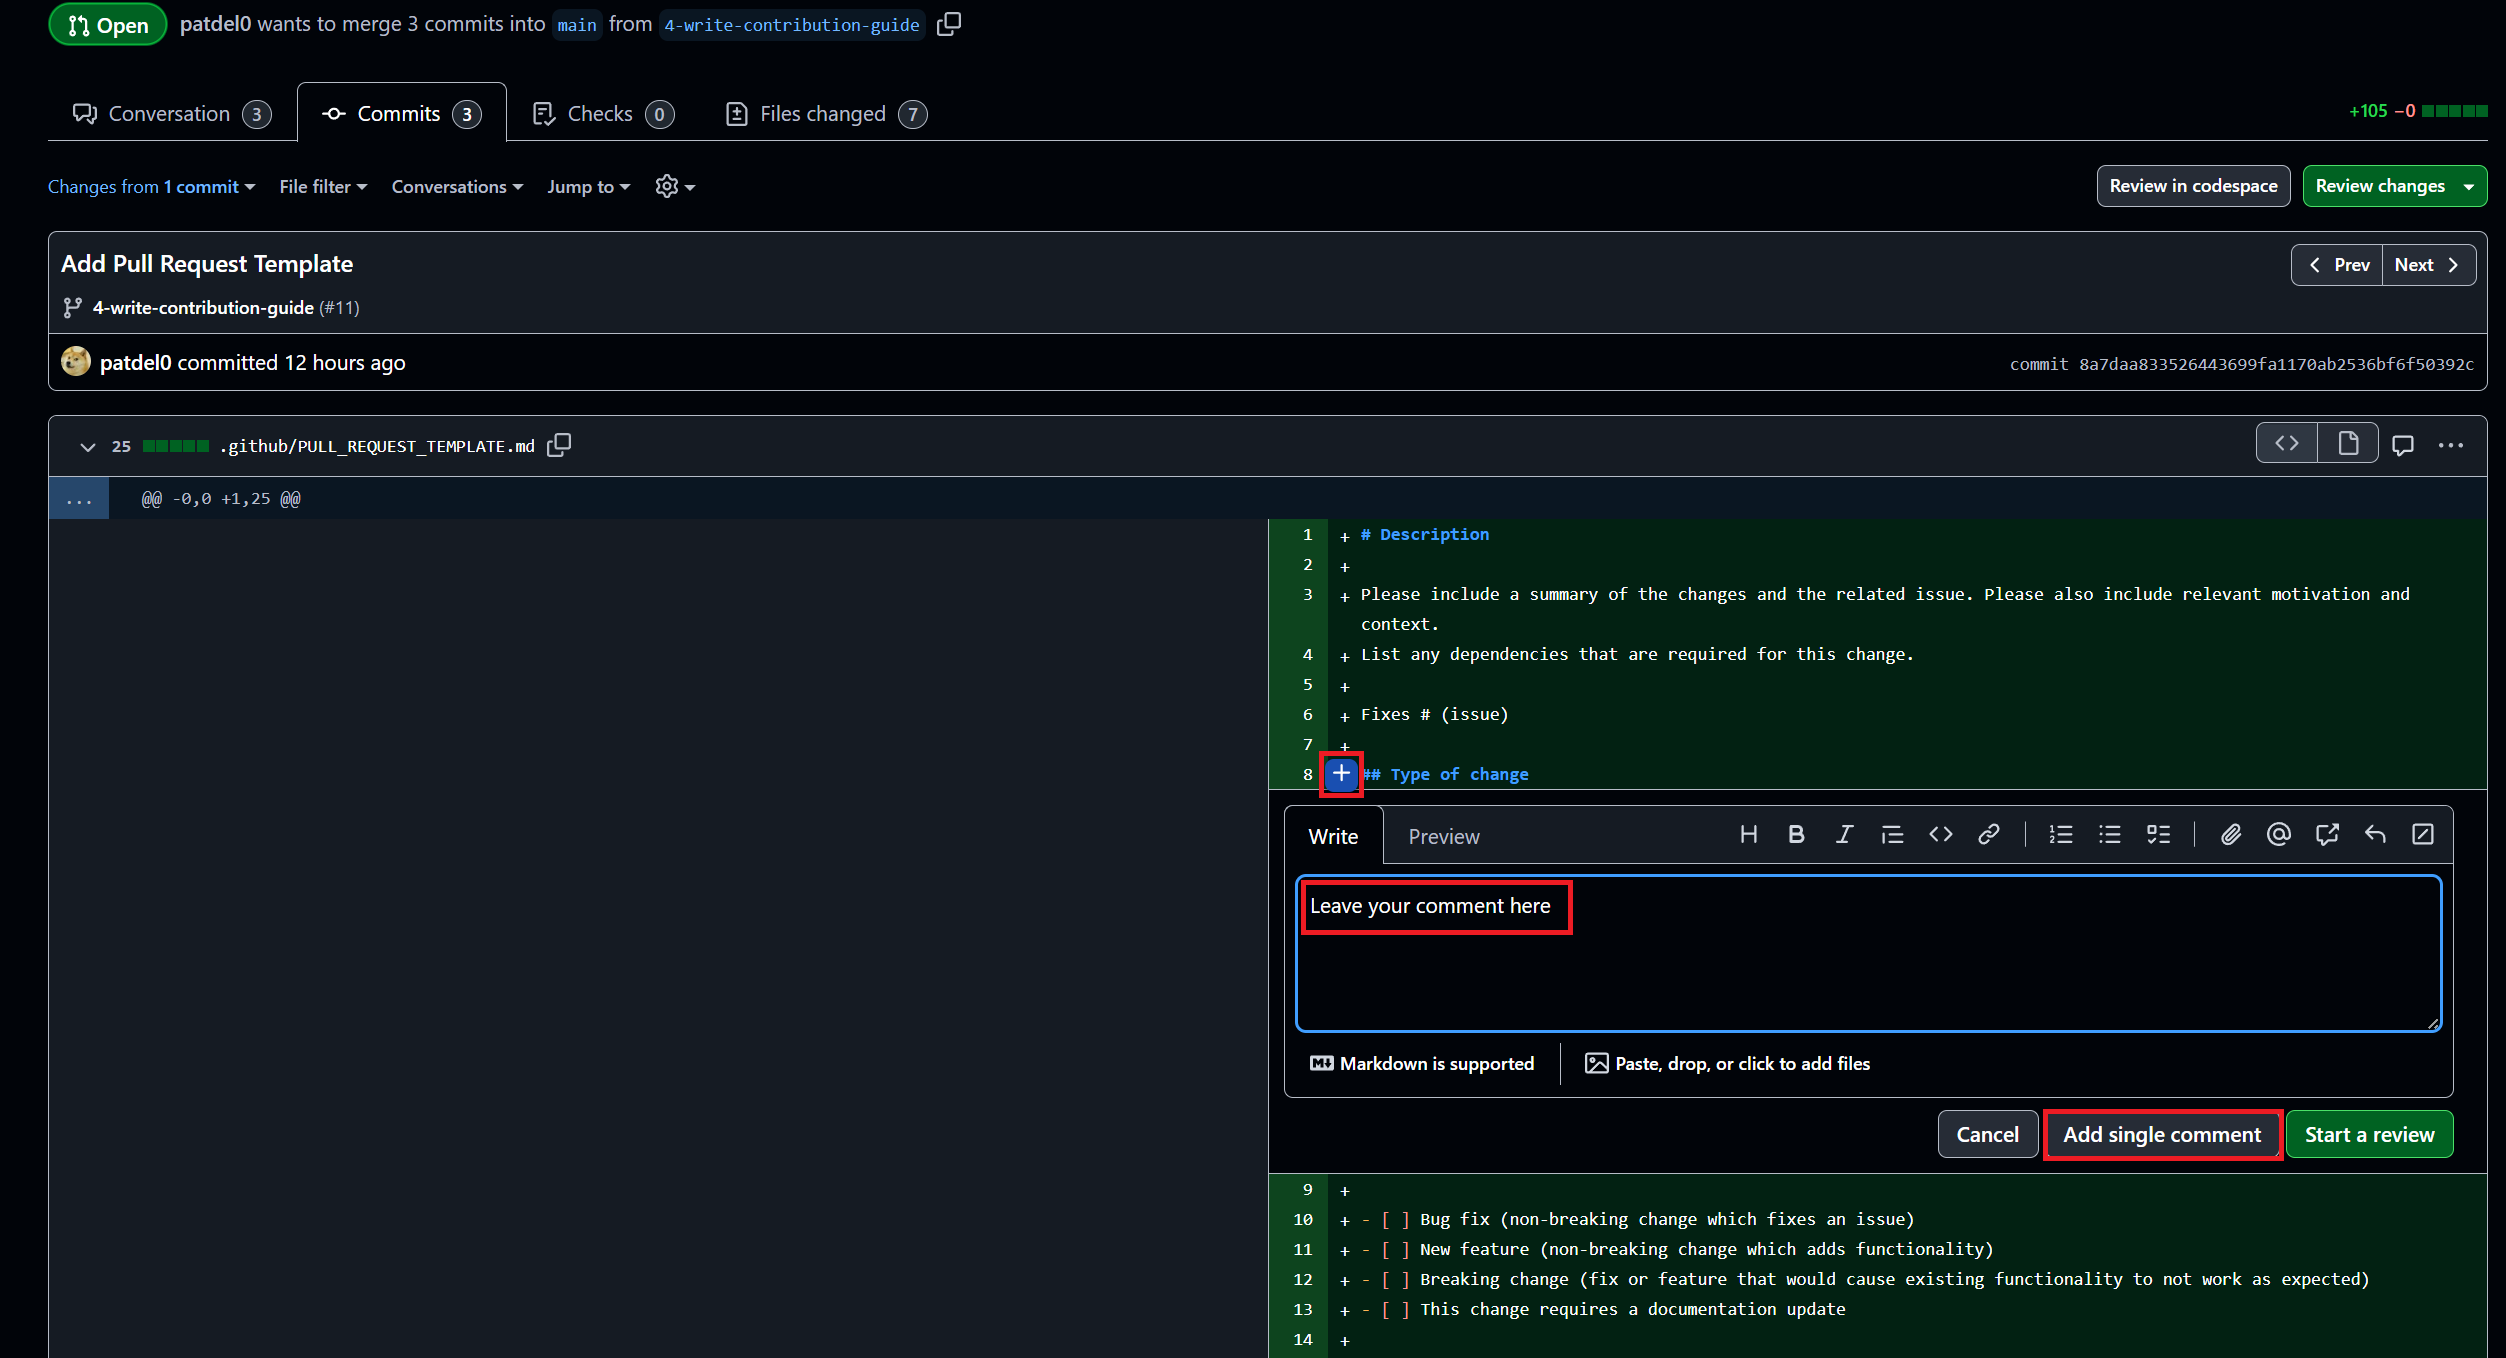 Open patdel0 wants to merge 3 commits into main from 4-write-contribution-guide
Conversation 3 Commits 3 Checks 0 Files changed 7 +105 −0
Changes from 1 commit File filter Conversations Jump to Review in codespace Review changes
Add Pull Request Template Prev Next
4-write-contribution-guide (#11)
patdel0 committed 12 hours ago commit 8a7daa833526443699fa1170ab2536bf6f50392c
25 .github/PULL_REQUEST_TEMPLATE.md
... @@ -0,0 +1,25 @@
1 + # Description
2 +
3 + Please include a summary of the changes and the related issue. Please also include relevant motivation and
context.
4 + List any dependencies that are required for this change.
5 +
6 + Fixes # (issue)
7 +
8 + ## Type of change
Write Preview
Leave your comment here
Markdown is supported Paste, drop, or click to add files
Cancel Add single comment Start a review
9 +
10 + - [ ] Bug fix (non-breaking change which fixes an issue)
11 + - [ ] New feature (non-breaking change which adds functionality)
12 + - [ ] Breaking change (fix or feature that would cause existing functionality to not work as expected)
13 + - [ ] This change requires a documentation update
14 +